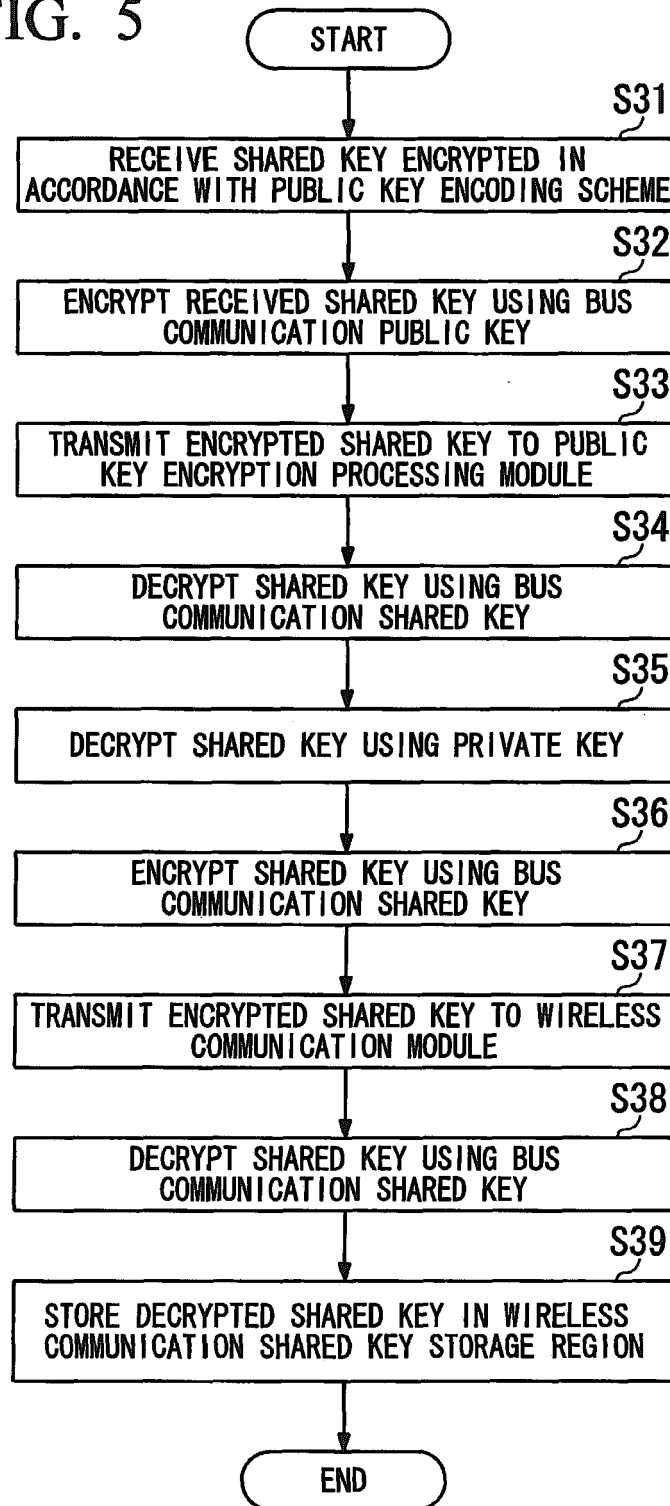 FIG. 5
START
S31
RECEIVE SHARED KEY ENCRYPTED IN
ACCORDANCE WITH PUBLIC KEY ENCODING SCHEME
S32
ENCRYPT RECEIVED SHARED KEY USING BUS
COMMUNICATION PUBLIC KEY
S33
TRANSMIT ENCRYPTED SHARED KEY TO PUBLIC
KEY ENCRYPTION PROCESSING MODULE
S34
DECRYPT SHARED KEY USING BUS
COMMUNICATION SHARED KEY
S35
DECRYPT SHARED KEY USING PRIVATE KEY
S36
ENCRYPT SHARED KEY USING BUS
COMMUNICATION SHARED KEY
S37
TRANSMIT ENCRYPTED SHARED KEY TO WIRELESS
COMMUNICATION MODULE
S38
DECRYPT SHARED KEY USING BUS
COMMUNICATION SHARED KEY
S39
STORE DECRYPTED SHARED KEY IN WIRELESS
COMMUNICATION SHARED KEY STORAGE REGION
END